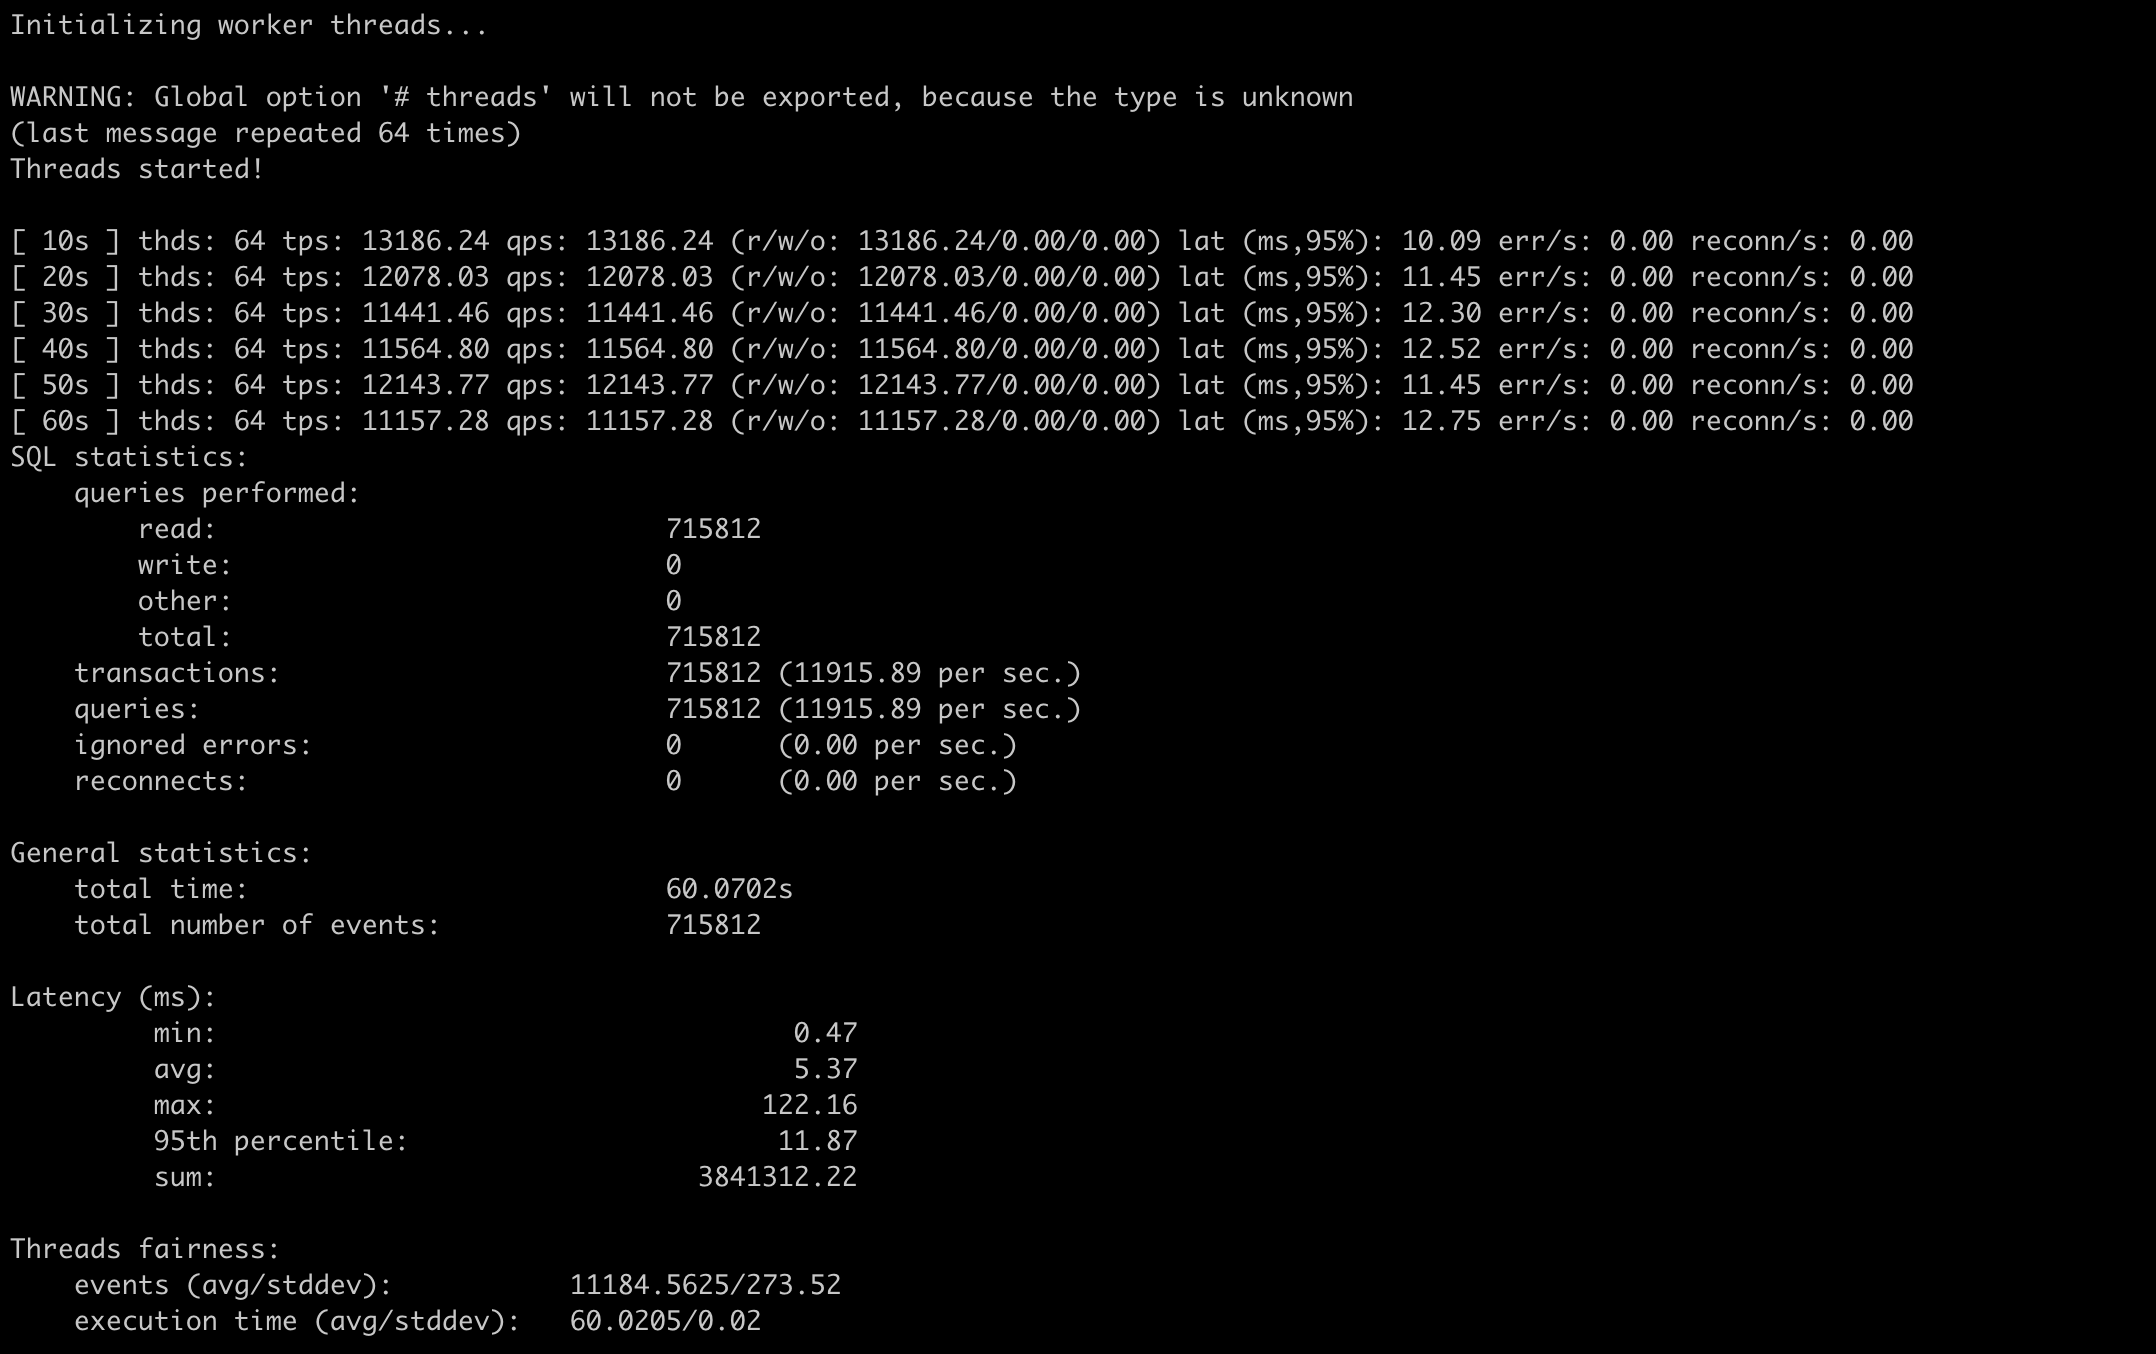 Initializing worker threads...
WARNING: Global option '# threads' will not be exported, because the type is unknown
(last message repeated 64 times)
Threads started!
[ 10s ] thds: 64 tps: 13186.24 qps: 13186.24 (r/w/o: 13186.24/0.00/0.00) lat (ms,95%): 10.09 err/s: 0.00 reconn/s: 0.00
[ 20s ] thds: 64 tps: 12078.03 qps: 12078.03 (r/w/o: 12078.03/0.00/0.00) lat (ms,95%): 11.45 err/s: 0.00 reconn/s: 0.00
[ 30s ] thds: 64 tps: 11441.46 qps: 11441.46 (r/w/o: 11441.46/0.00/0.00) lat (ms,95%): 12.30 err/s: 0.00 reconn/s: 0.00
[ 40s ] thds: 64 tps: 11564.80 qps: 11564.80 (r/w/o: 11564.80/0.00/0.00) lat (ms,95%): 12.52 err/s: 0.00 reconn/s: 0.00
[ 50s ] thds: 64 tps: 12143.77 qps: 12143.77 (r/w/o: 12143.77/0.00/0.00) lat (ms,95%): 11.45 err/s: 0.00 reconn/s: 0.00
[ 60s ] thds: 64 tps: 11157.28 qps: 11157.28 (r/w/o: 11157.28/0.00/0.00) lat (ms,95%): 12.75 err/s: 0.00 reconn/s: 0.00
SQL statistics:
    queries performed:
        read:                            715812
        write:                           0
        other:                           0
        total:                           715812
    transactions:                        715812 (11915.89 per sec.)
    queries:                             715812 (11915.89 per sec.)
    ignored errors:                      0      (0.00 per sec.)
    reconnects:                          0      (0.00 per sec.)
General statistics:
    total time:                          60.0702s
    total number of events:              715812
Latency (ms):
         min:                                    0.47
         avg:                                    5.37
         max:                                  122.16
         95th percentile:                       11.87
         sum:                              3841312.22
Threads fairness:
    events (avg/stddev):           11184.5625/273.52
    execution time (avg/stddev):   60.0205/0.02